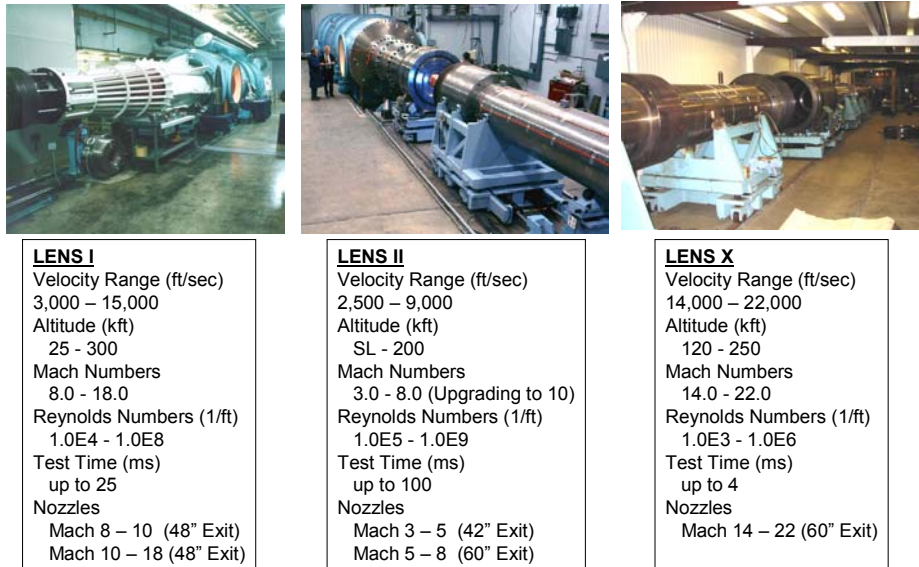 LENS I
Velocity Range (ft/sec)
3,000 – 15,000
Altitude (kft)
25 - 300
Mach Numbers
8.0 - 18.0
Reynolds Numbers (1/ft)
1.0E4 - 1.0E8
Test Time (ms)
up to 25
Nozzles
Mach 8 – 10 (48” Exit)
Mach 10 – 18 (48” Exit)
LENS II
Velocity Range (ft/sec)
2,500 – 9,000
Altitude (kft)
SL - 200
Mach Numbers
3.0 - 8.0 (Upgrading to 10)
Reynolds Numbers (1/ft)
1.0E5 - 1.0E9
Test Time (ms)
up to 100
Nozzles
Mach 3 – 5 (42” Exit)
Mach 5 – 8 (60” Exit)
LENS X
Velocity Range (ft/sec)
14,000 – 22,000
Altitude (kft)
120 - 250
Mach Numbers
14.0 - 22.0
Reynolds Numbers (1/ft)
1.0E3 - 1.0E6
Test Time (ms)
up to 4
Nozzles
Mach 14 – 22 (60” Exit)